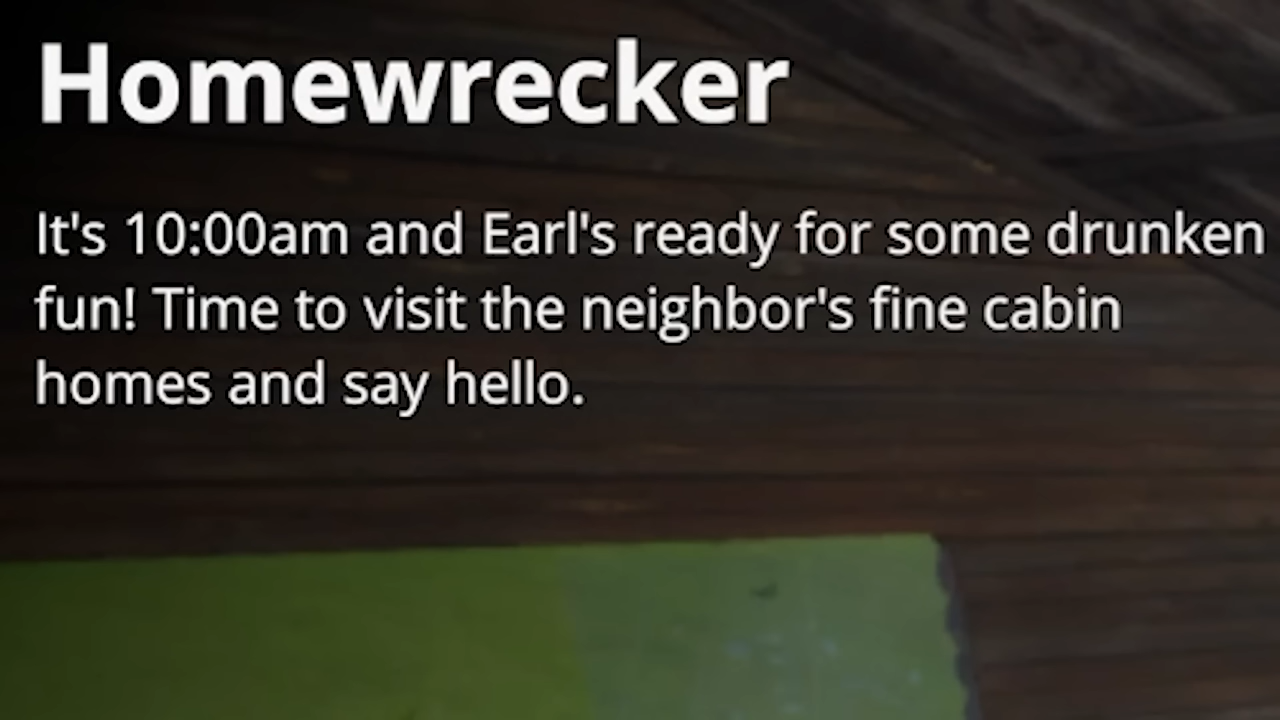 Homewrecker
It's 10:00am and Earl's ready for some drunken
fun! Time to visit the neighbor's fine cabin
homes and say hello.